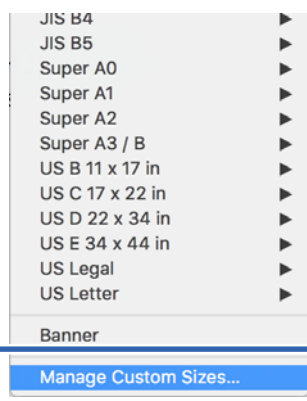 JIS B4
JIS B5
Super A0
Super A1
Super A2
Super A3 / B
US B 11 x 17 in
US C 17 x 22 in
US D 22 x 34 in
US E 34 x 44 in
US Legal
US Letter
Banner
Manage Custom Sizes...